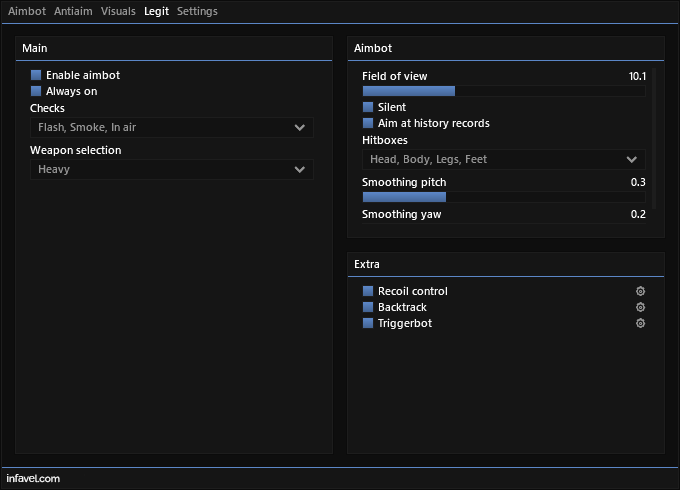 Aimbot Antiaim Visuals Legit Settings
Main
Enable aimbot
Always on
Checks
Flash, Smoke, In air
Weapon selection
Heavy
Aimbot
Field of view 10.1
Silent
Aim at history records
Hitboxes
Head, Body, Legs, Feet
Smoothing pitch 0.3
Smoothing yaw 0.2
Extra
Recoil control
Backtrack
Triggerbot
infavel.com